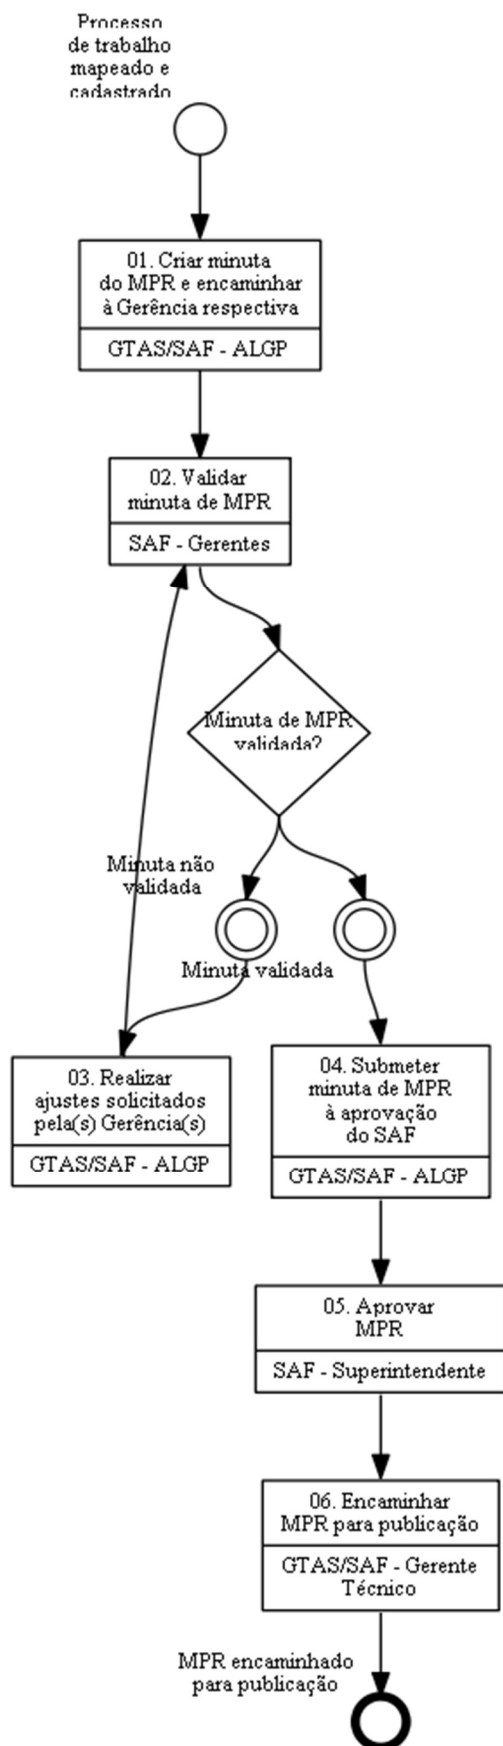 Processo
de trabalho
mapeado e
cadastrado
01. Criar minuta
do MPR e encaminhar
à Gerência respectiva
GTAS/SAF - ALGP
02. Validar
minuta de MPR
SAF - Gerentes
Minuta de MPR
validada?
Minuta não
validada
Minuta validada
03. Realizar
ajustes solicitados
pela(s) Gerência(s)
GTAS/SAF - ALGP
04. Submeter
minuta de MPR
à aprovação
do SAF
GTAS/SAF - ALGP
05. Aprovar
MPR
SAF - Superintendente
06. Encaminhar
MPR para publicação
GTAS/SAF - Gerente
Técnico
MPR encaminhado
para publicação